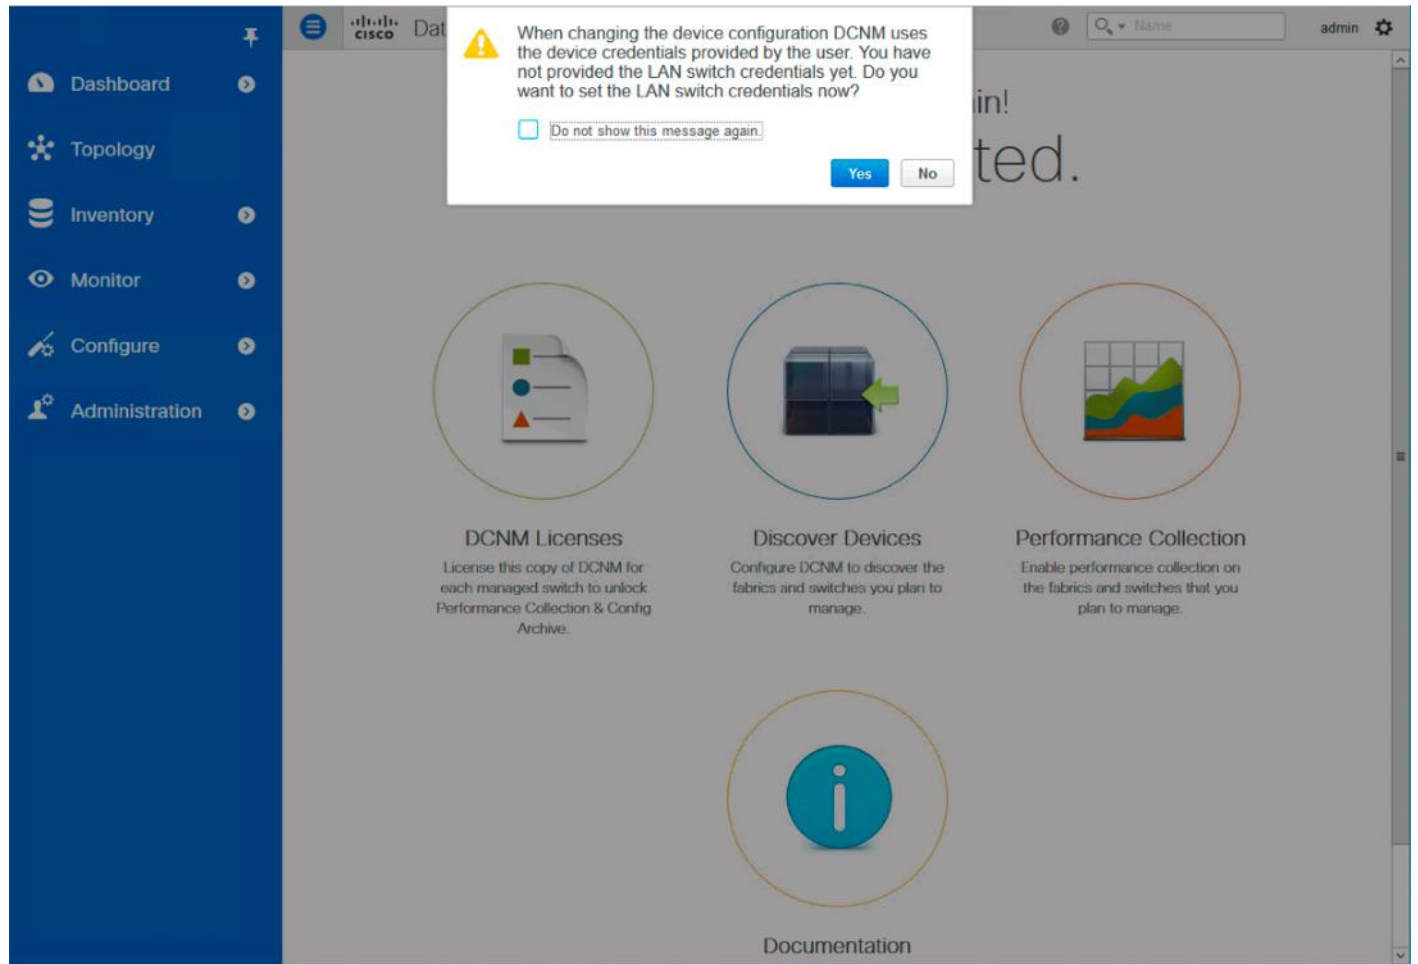 Dashboard
Topology
Inventory
Monitor
Configure
Administration
cisco Dat
Name
admin
When changing the device configuration DCNM uses
the device credentials provided by the user. You have
not provided the LAN switch credentials yet. Do you
want to set the LAN switch credentials now?
Do not show this message again.
Yes No
in!
ted.
DCNM Licenses
License this copy of DCNM for
each managed switch to unlock
Performance Collection & Config
Archive.
Discover Devices
Configure DCNM to discover the
fabrics and switches you plan to
manage.
Performance Collection
Enable performance collection on
the fabrics and switches that you
plan to manage.
Documentation